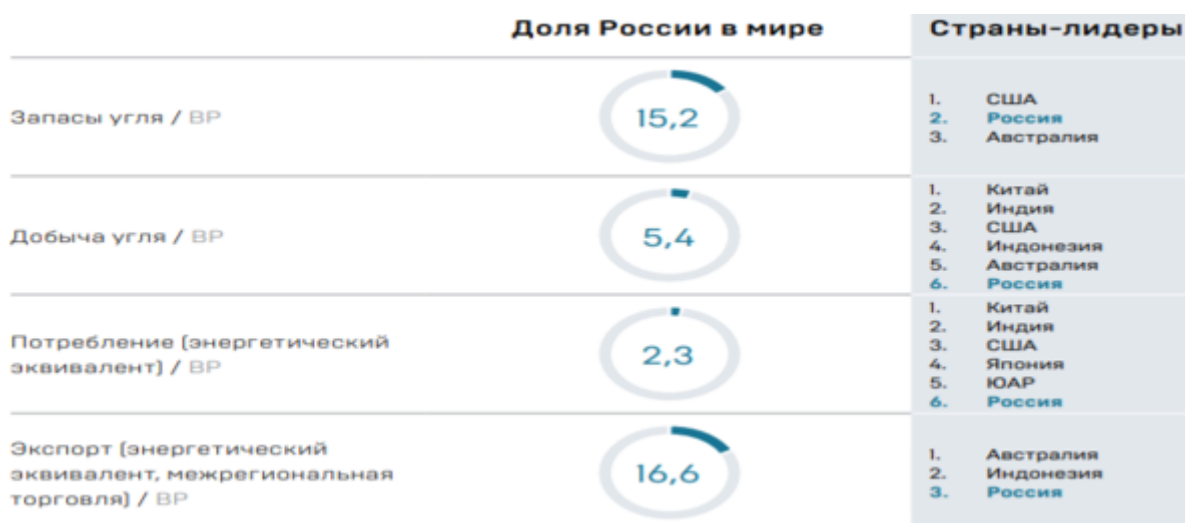 Доля России в мире
Страны-лидеры
Запасы угля / BP
15,2
1. США
2. Россия
3. Австралия
Добыча угля / BP
5,4
1. Китай
2. Индия
3. США
4. Индонезия
5. Австралия
6. Россия
Потребление (энергетический
эквивалент) / BP
2,3
1. Китай
2. Индия
3. США
4. Япония
5. ЮАР
6. Россия
Экспорт (энергетический
эквивалент, межрегиональная
торговля) / BP
16,6
1. Австралия
2. Индонезия
3. Россия